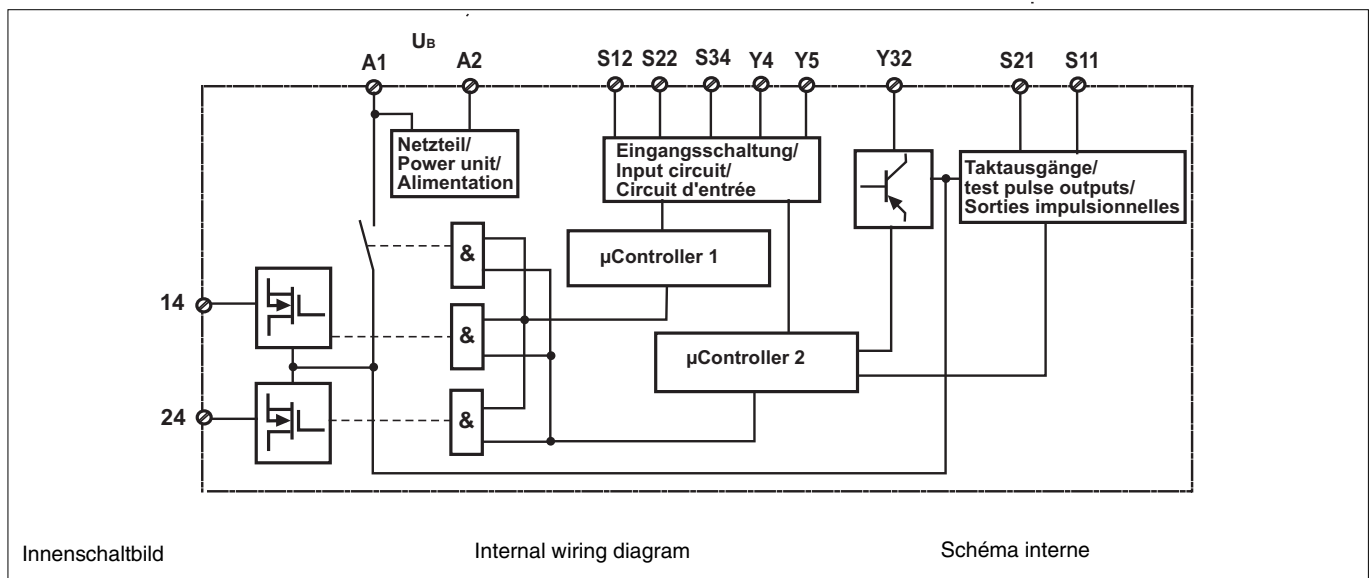 UB
A1 A2 S12 S22 S34 Y4 Y5 Y32 S21 S11
Netzteil/
Power unit/
Alimentation
Eingangsschaltung/
Input circuit/
Circuit d'entrée
Taktausgänge/
test pulse outputs/
Sorties impulsionnelles
&
µController 1
14
&
µController 2
24
&
Innenschaltbild Internal wiring diagram Schéma interne